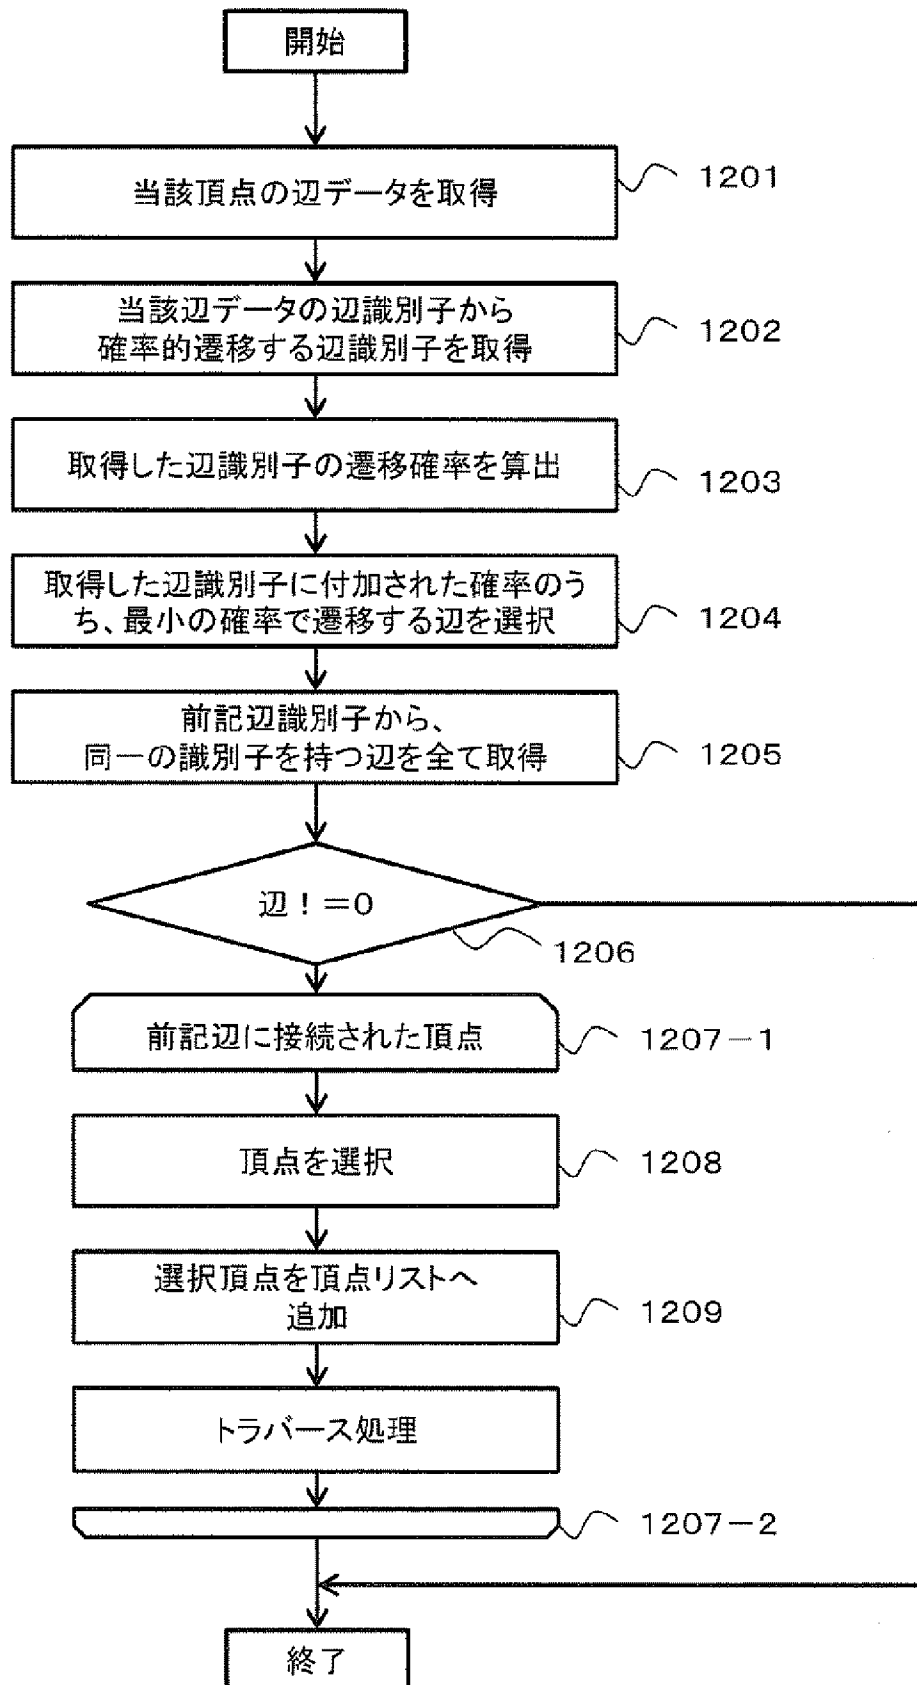 開始
当該頂点の辺データを取得
1201
当該辺データの辺識別子から
確率的遷移する辺識別子を取得
1202
取得した辺識別子の遷移確率を算出
1203
取得した辺識別子に付加された確率のう
ち、最小の確率で遷移する辺を選択
1204
前記辺識別子から、
同一の識別子を持つ辺を全て取得
1205
辺！＝0
1206
前記辺に接続された頂点
1207－1
頂点を選択
1208
選択頂点を頂点リストへ
追加
1209
トラバース処理
1207－2
終了